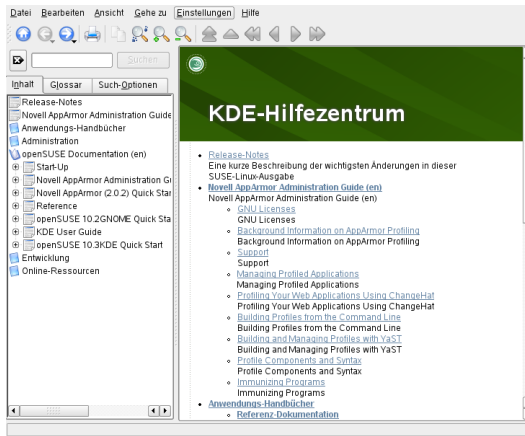 Datei Bearbeiten Ansicht Gehe zu Einstellungen Hilfe
Suchen
Inhalt Glossar Such-Optionen
Release-Notes
Novell AppArmor Administration Guide
Anwendungs-Handbücher
Administration
openSUSE Documentation (en)
Start-Up
Novell AppArmor Administration Gu
Novell AppArmor (2.0.2) Quick Star
Reference
openSUSE 10.2GNOME Quick Sta
KDE User Guide
openSUSE 10.3KDE Quick Start
Entwicklung
Online-Ressourcen
KDE-Hilfezentrum
Release-Notes
Eine kurze Beschreibung der wichtigsten Änderungen in dieser
SUSE-Linux-Ausgabe
Novell AppArmor Administration Guide (en)
Novell AppArmor Administration Guide (en)
GNU Licenses
GNU Licenses
Background Information on AppArmor Profiling
Background Information on AppArmor Profiling
Support
Support
Managing Profiled Applications
Managing Profiled Applications
Profiling Your Web Applications Using ChangeHat
Profiling Your Web Applications Using ChangeHat
Building Profiles from the Command Line
Building Profiles from the Command Line
Building and Managing Profiles with YaST
Building and Managing Profiles with YaST
Profile Components and Syntax
Profile Components and Syntax
Immunizing Programs
Immunizing Programs
Anwendungs-Handbücher
Referenz-Dokumentation